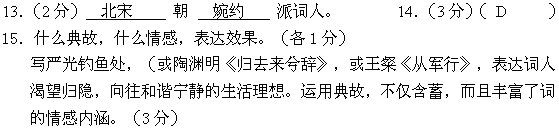 13.（2分） 北宋 朝 婉约 派词人。 14.（3分）（ D ）
15. 什么典故，什么情感，表达效果。（各1分）
写严光钓鱼处，（或陶渊明《归去来兮辞》，或王粲《从军行》，表达词人
渴望归隐，向往和谐宁静的生活理想。运用典故，不仅含蓄，而且丰富了词
的情感内涵。（3分）